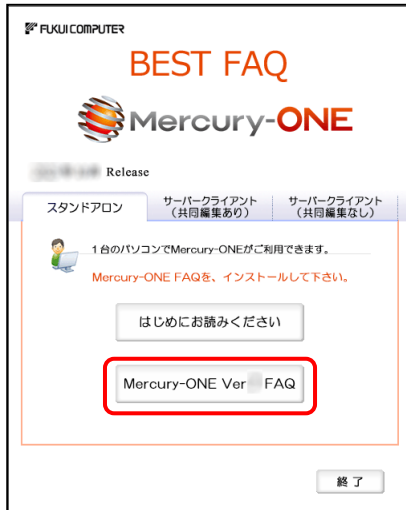 FUKUI COMPUTER
BEST FAQ
Mercury-ONE
Release
スタンドアロン
サーバークライアント
(共同編集あり)
サーバークライアント
(共同編集なし)
1台のパソコンでMercury-ONEがご利用できます。
Mercury-ONE FAQを、インストールして下さい。
はじめにお読みください
Mercury-ONE Ver FAQ
終了